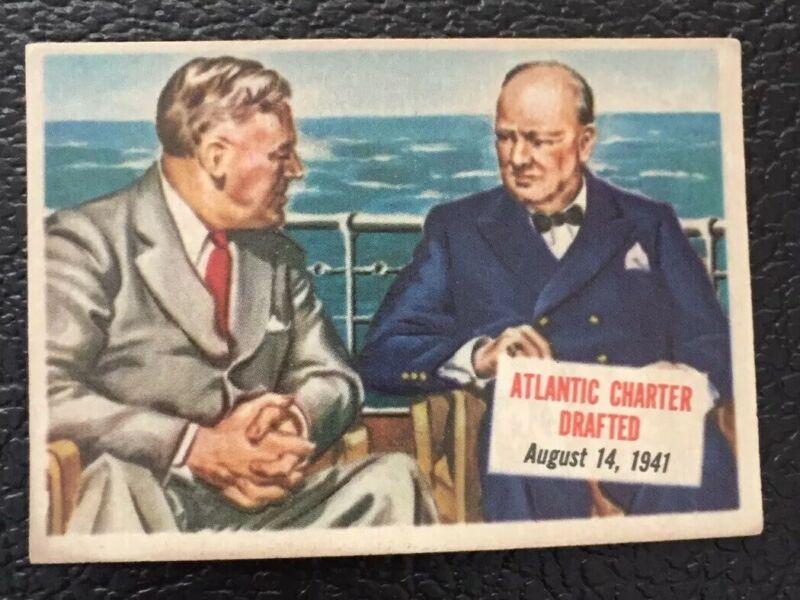 ATLANTIC CHARTER
DRAFTED
August 14, 1941